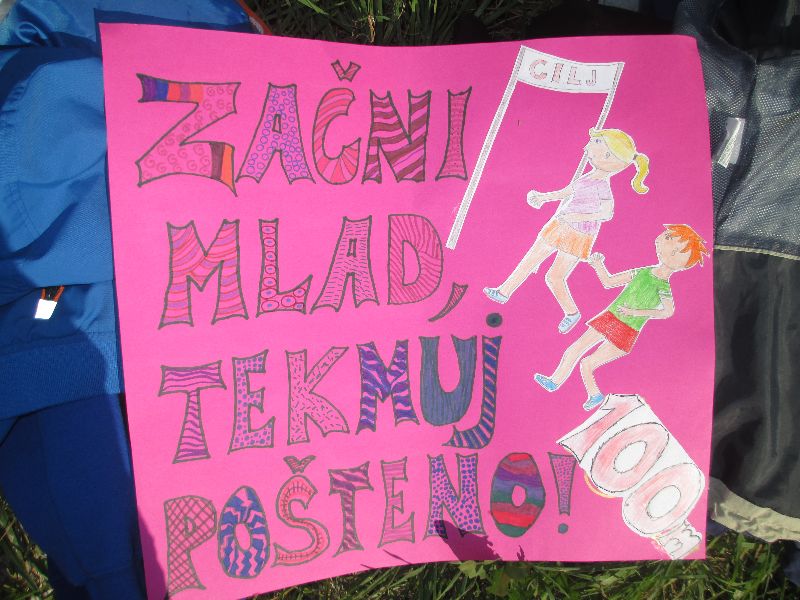 CILJ
ZAČNI
MLAD,
TEKMUJ
POŠTENO!
100m